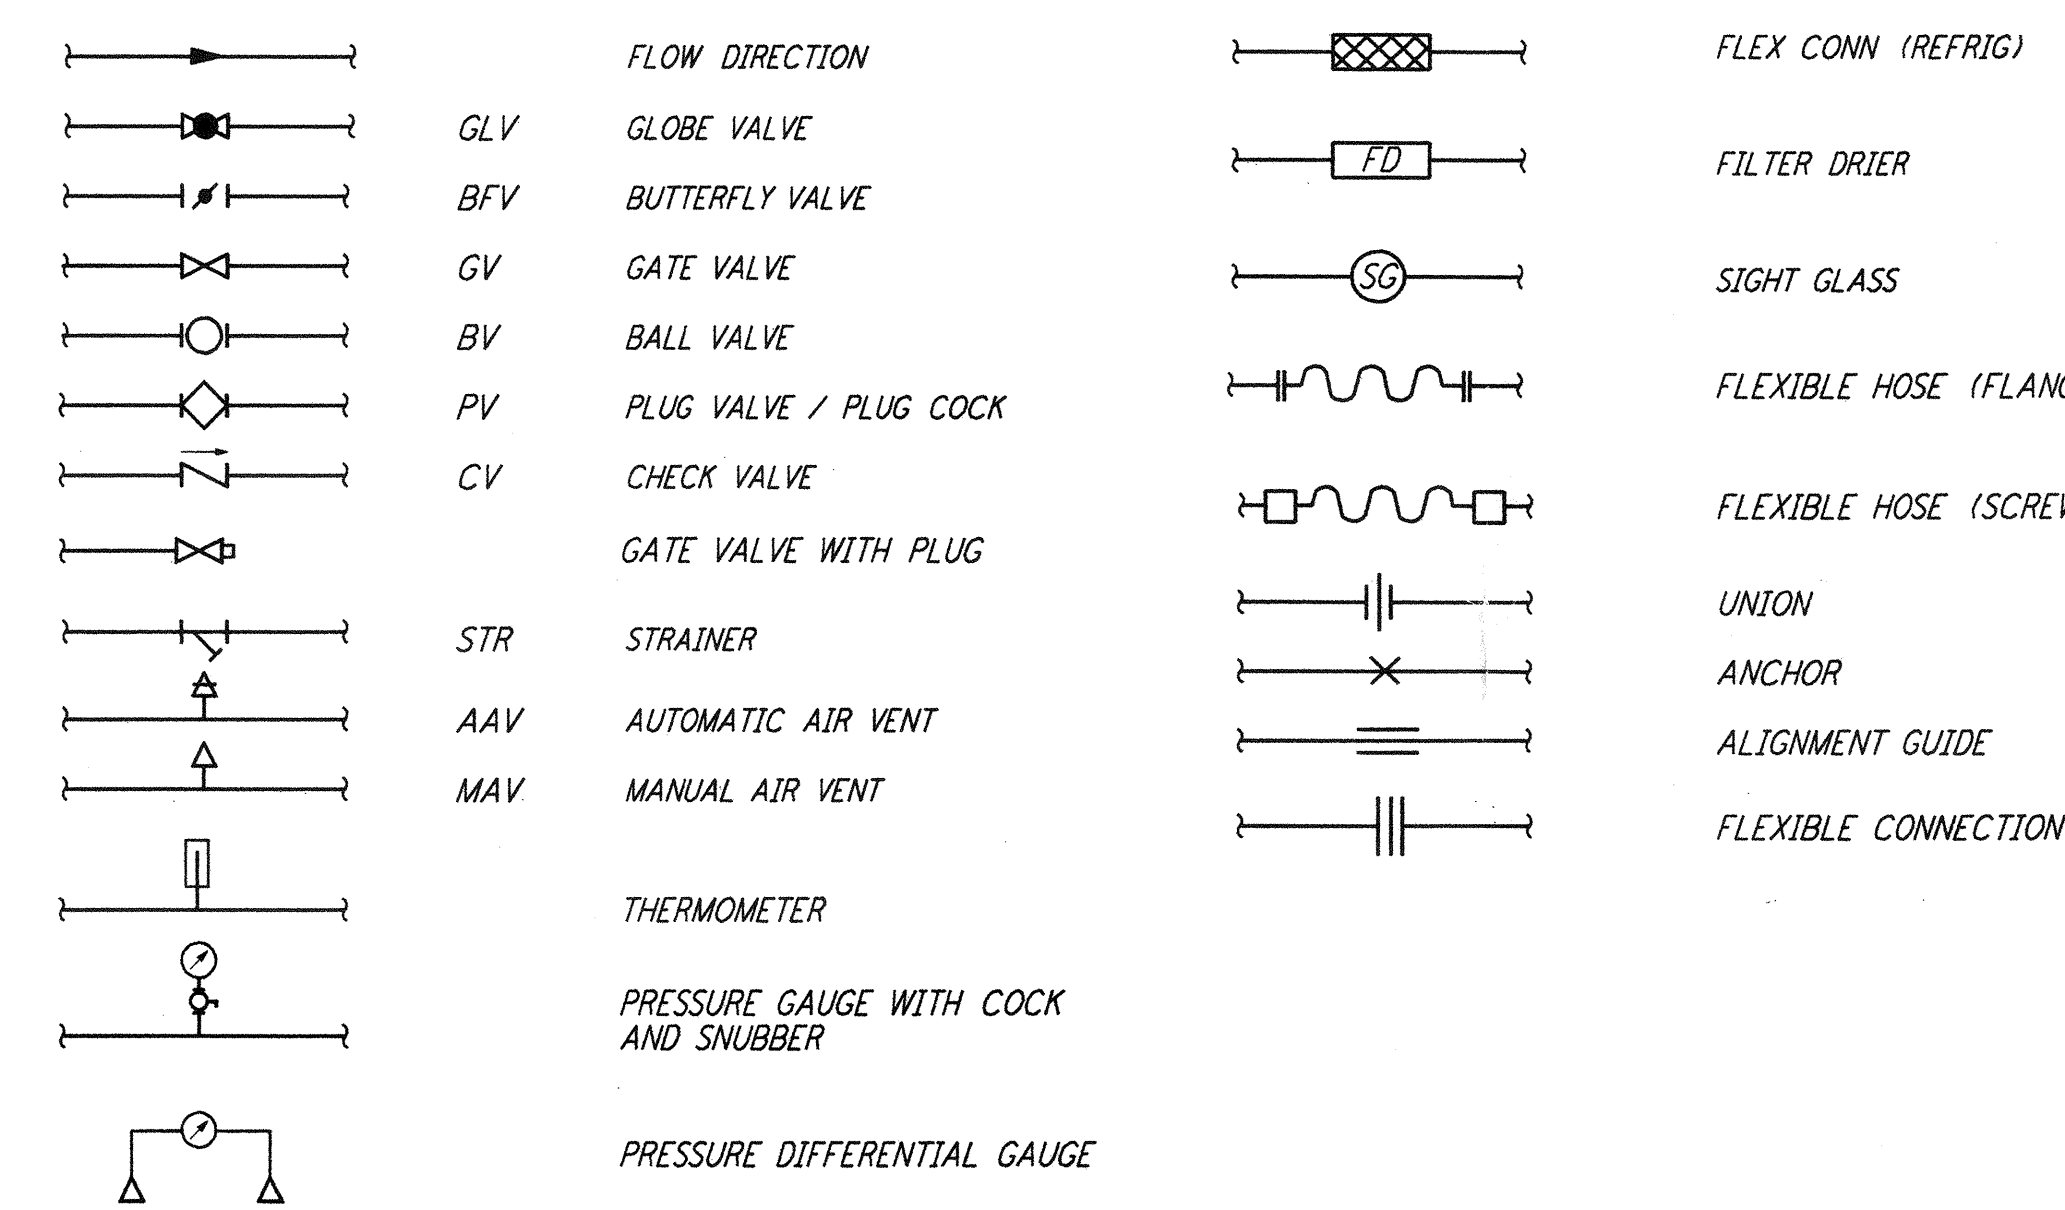 FLOW DIRECTION
GLV GLOBE VALVE
BFV BUTTERFLY VALVE
GV GATE VALVE
BV BALL VALVE
PV PLUG VALVE / PLUG COCK
CV CHECK VALVE
GATE VALVE WITH PLUG
STR STRAINER
AAV AUTOMATIC AIR VENT
MAV MANUAL AIR VENT
THERMOMETER
PRESSURE GAUGE WITH COCK
AND SNUBBER
PRESSURE DIFFERENTIAL GAUGE
FLEX CONN (REFRIG)
FD FILTER DRIER
SG SIGHT GLASS
FLEXIBLE HOSE
FLEXIBLE HOSE
UNION
ANCHOR
ALIGNMENT GUIDE
FLEXIBLE CONNECTION